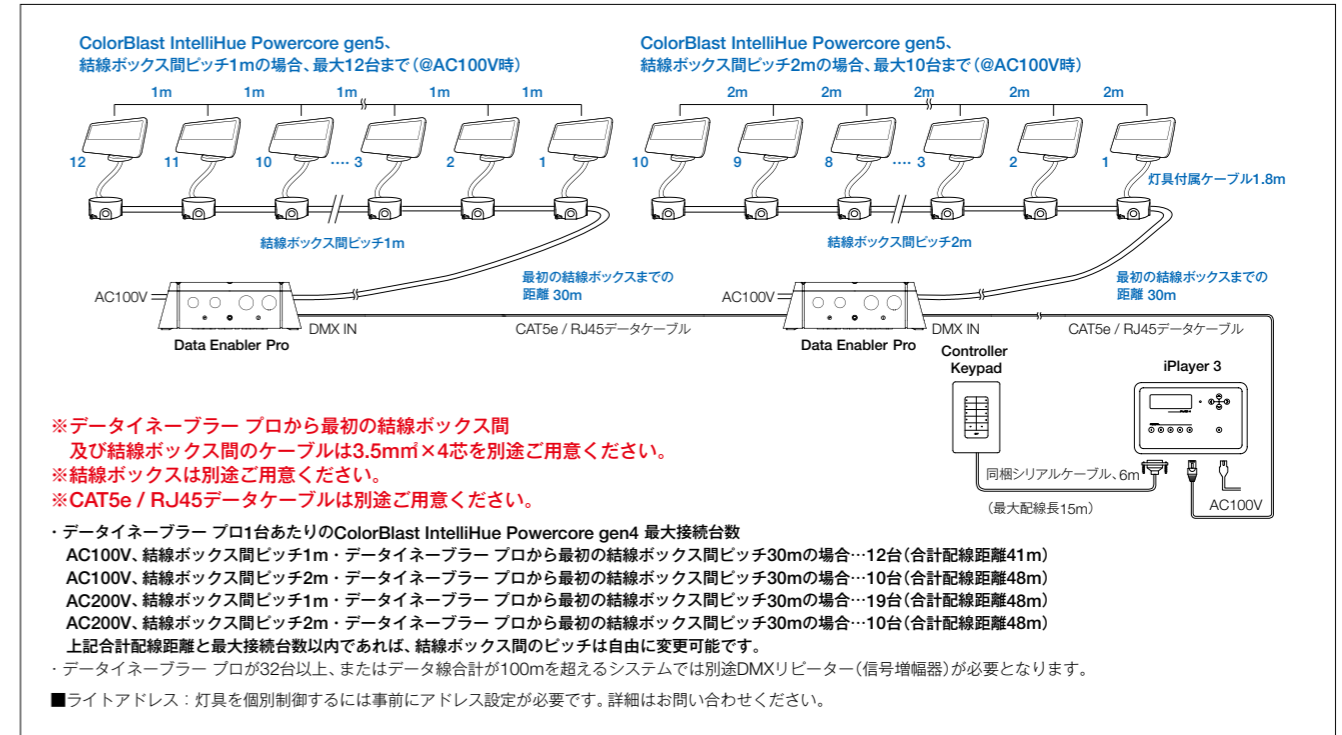 ColorBlast IntelliHue Powercore gen5、
結線ボックス間ピッチ1mの場合、最大12台まで（@AC100V時）
1m 1m 1m 1m 1m
12 11 10 ···· 3 2 1
結線ボックス間ピッチ1m
ColorBlast IntelliHue Powercore gen5、
結線ボックス間ピッチ2mの場合、最大10台まで（@AC100V時）
2m 2m 2m 2m 2m
10 9 8 ···· 3 2 1
灯具付属ケーブル1.8m
結線ボックス間ピッチ2m
最初の結線ボックスまでの
距離 30m
AC100V
DMX IN
CAT5e / RJ45データケーブル
Data Enabler Pro
最初の結線ボックスまでの
距離 30m
AC100V
DMX IN
CAT5e / RJ45データケーブル
Data Enabler Pro
Controller
Keypad
iPlayer 3
同梱シリアルケーブル、6m
（最大配線長15m）
AC100V
※データイネーブラー プロから最初の結線ボックス間
及び結線ボックス間のケーブルは3.5m㎡×4芯を別途ご用意ください。
※結線ボックスは別途ご用意ください。
※CAT5e / RJ45データケーブルは別途ご用意ください。
・データイネーブラー プロ1台あたりのColorBlast IntelliHue Powercore gen4 最大接続台数
AC100V、結線ボックス間ピッチ1m・データイネーブラー プロから最初の結線ボックス間ピッチ30mの場合…12台（合計配線距離41m）
AC100V、結線ボックス間ピッチ2m・データイネーブラー プロから最初の結線ボックス間ピッチ30mの場合…10台（合計配線距離48m）
AC200V、結線ボックス間ピッチ1m・データイネーブラー プロから最初の結線ボックス間ピッチ30mの場合…19台（合計配線距離48m）
AC200V、結線ボックス間ピッチ2m・データイネーブラー プロから最初の結線ボックス間ピッチ30mの場合…10台（合計配線距離48m）
上記合計配線距離と最大接続台数以内であれば、結線ボックス間のピッチは自由に変更可能です。
・データイネーブラー プロが32台以上、またはデータ線合計が100mを超えるシステムでは別途DMXリピーター（信号増幅器）が必要となります。
■ライトアドレス：灯具を個別制御するには事前にアドレス設定が必要です。詳細はお問い合わせください。